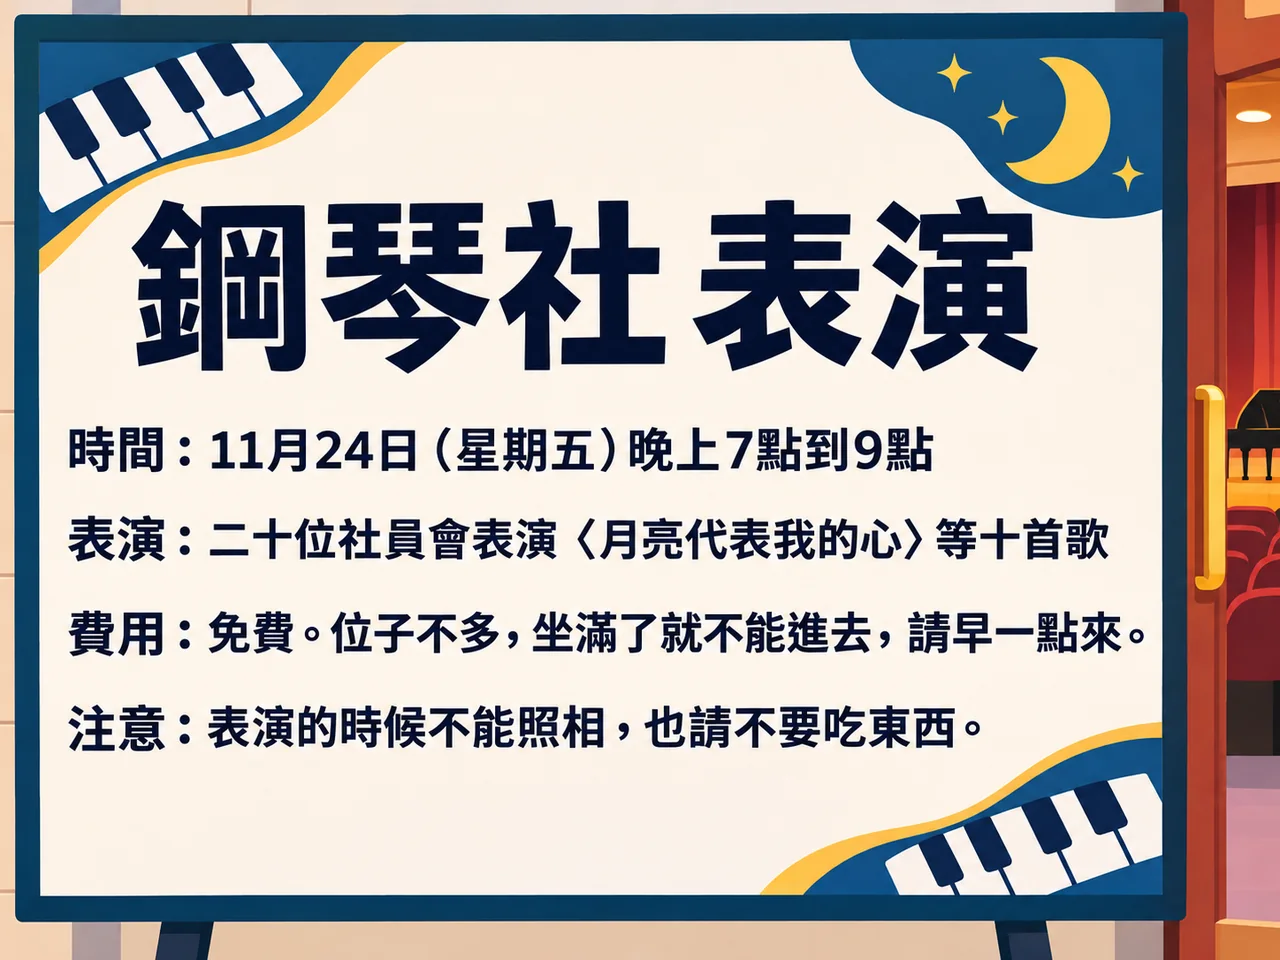 鋼琴社表演
時間：11月24日（星期五）晚上7點到9點
表演：二十位社員會表演〈月亮代表我的心〉等十首歌
費用：免費。位子不多，坐滿了就不能進去，請早一點來。
注意：表演的時候不能照相，也請不要吃東西。